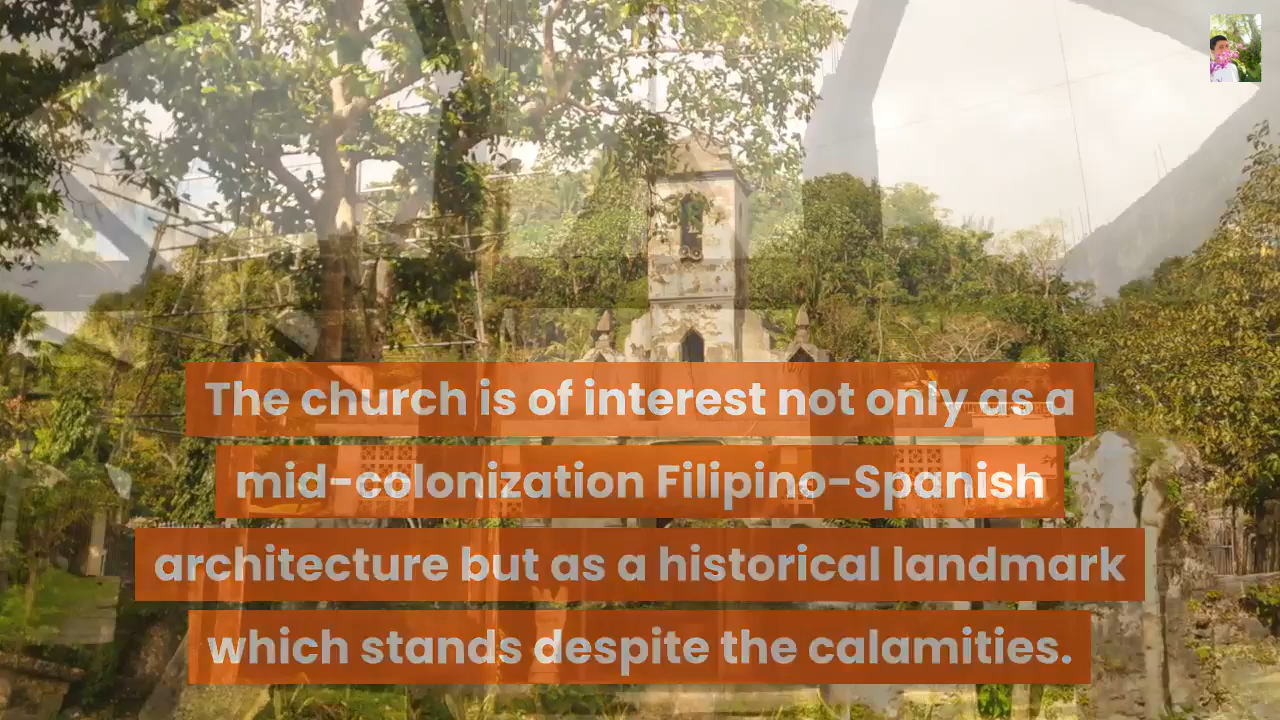 The church is of interest not only as a
mid-colonization Filipino-Spanish
architecture but as a historical landmark
which stands despite the calamities.